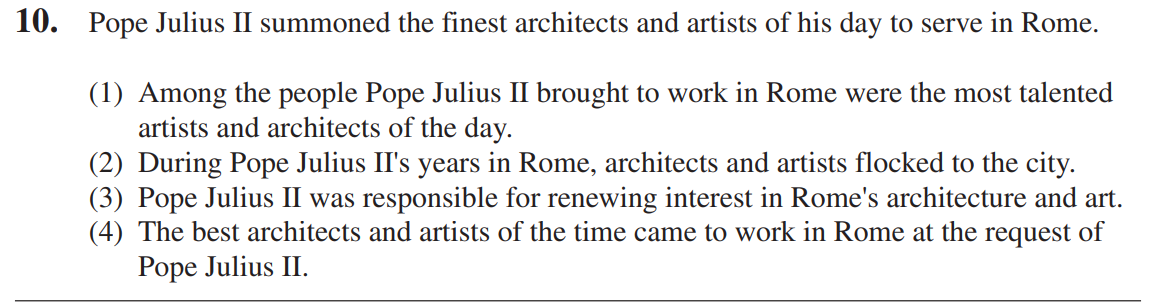 10. Pope Julius II summoned the finest architects and artists of his day to serve in Rome.
(1) Among the people Pope Julius II brought to work in Rome were the most talented
artists and architects of the day.
(2) During Pope Julius II's years in Rome, architects and artists flocked to the city.
(3) Pope Julius II was responsible for renewing interest in Rome's architecture and art.
(4) The best architects and artists of the time came to work in Rome at the request of
Pope Julius II.